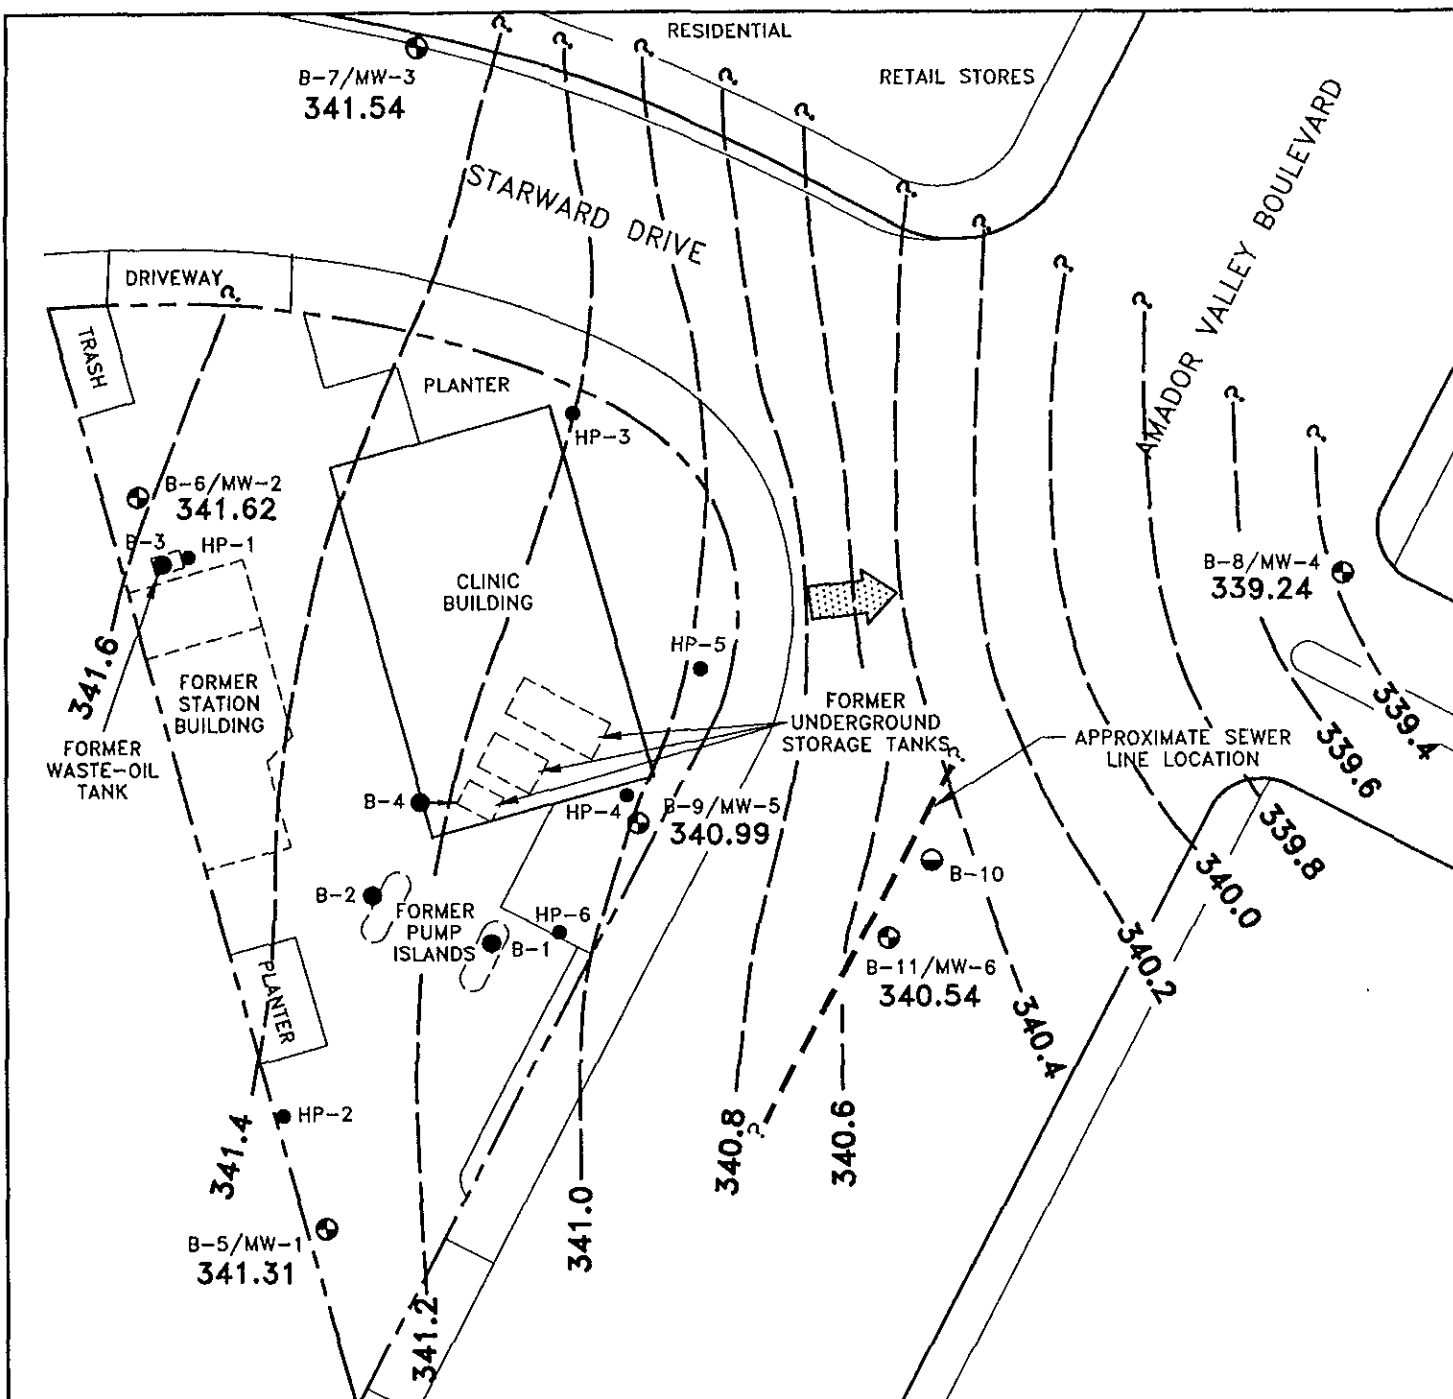 RESIDENTIAL
RETAIL STORES
B-7/MW-3
341.54
STARWARD DRIVE
AMADOR VALLEY BOULEVARD
DRIVEWAY
TRASH
PLANTER
HP-3
B-6/MW-2
341.62
B-3
HP-1
CLINIC
BUILDING
B-8/MW-4
339.24
HP-5
341.6
FORMER
STATION
BUILDING
FORMER
UNDERGROUND
STORAGE TANKS
FORMER
WASTE-OIL
TANK
APPROXIMATE SEWER
LINE LOCATION
339.4
339.6
339.8
340.0
340.2
340.4
B-4
HP-4
B-9/MW-5
340.99
B-10
B-2
FORMER
PUMP
ISLANDS
HP-6
B-1
B-11/MW-6
340.54
PLANTER
HP-2
341.4
340.8
340.6
341.0
B-5/MW-1
341.31
341.2
?
?
?
?
?
?
?
?
?
?
?
?
?
?